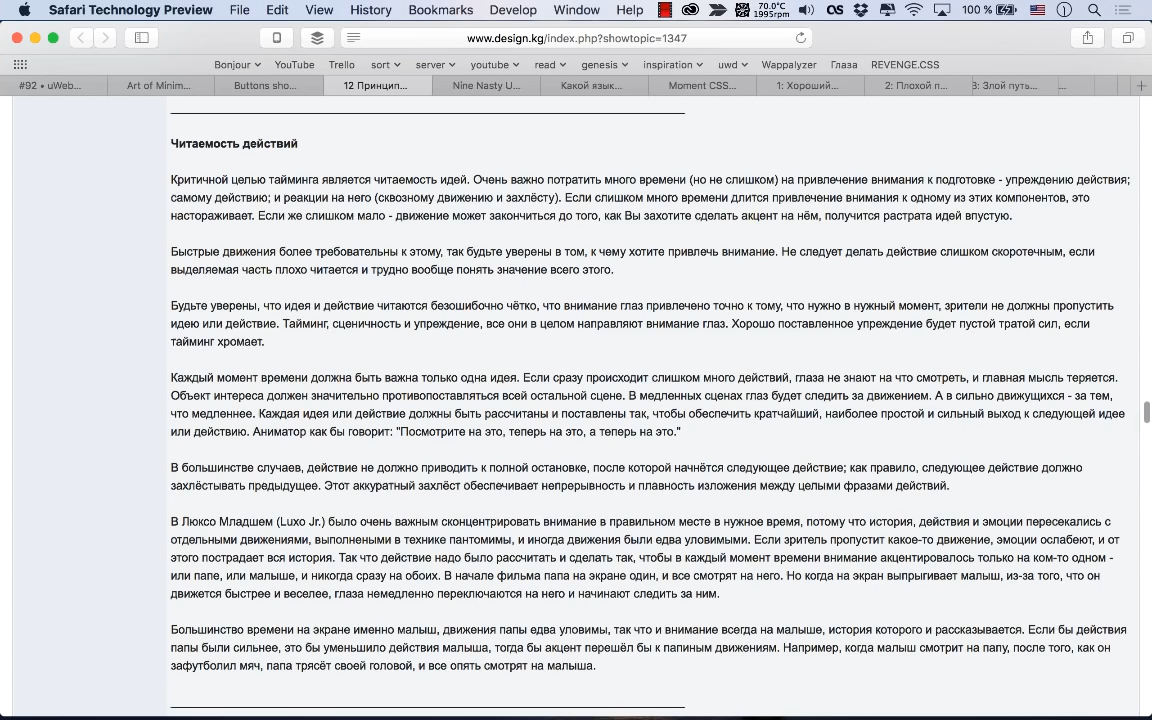 Safari Technology Preview File Edit View History Bookmarks Develop Window Help 70.0°C 1995rpm 100 %
www.design.kg/index.php?showtopic=1347
Bonjour YouTube Trello sort server youtube read genesis inspiration uwd Wappalyzer Глаза REVENGE.CSS
#92 • uWeb... Art of Minim... Buttons sho... 12 Принцип... Nine Nasty U... Какой язык... Moment CSS... 1: Хороший... 2: Плохой п... 3: Злой путь... ...
Читаемость действий
Критичной целью тайминга является читаемость идей. Очень важно потратить много времени (но не слишком) на привлечение внимания к подготовке - упреждению действия;
самому действию; и реакции на него (сквозному движению и захлёсту). Если слишком много времени длится привлечение внимания к одному из этих компонентов, это
настораживает. Если же слишком мало - движение может закончиться до того, как Вы захотите сделать акцент на нём, получится растрата идей впустую.
Быстрые движения более требовательны к этому, так будьте уверены в том, к чему хотите привлечь внимание. Не следует делать действие слишком скоротечным, если
выделяемая часть плохо читается и трудно вообще понять значение всего этого.
Будьте уверены, что идея и действие читаются безошибочно чётко, что внимание глаз привлечено точно к тому, что нужно в нужный момент, зрители не должны пропустить
идею или действие. Тайминг, сценичность и упреждение, все они в целом направляют внимание глаз. Хорошо поставленное упреждение будет пустой тратой сил, если
тайминг хромает.
Каждый момент времени должна быть важна только одна идея. Если сразу происходит слишком много действий, глаза не знают на что смотреть, и главная мысль теряется.
Объект интереса должен значительно противопоставляться всей остальной сцене. В медленных сценах глаз будет следить за движением. А в сильно движущихся - за тем,
что медленнее. Каждая идея или действие должны быть рассчитаны и поставлены так, чтобы обеспечить кратчайший, наиболее простой и сильный выход к следующей идее
или действию. Аниматор как бы говорит: "Посмотрите на это, теперь на это, а теперь на это."
В большинстве случаев, действие не должно приводить к полной остановке, после которой начнётся следующее действие; как правило, следующее действие должно
захлёстывать предыдущее. Этот аккуратный захлёст обеспечивает непрерывность и плавность изложения между целыми фразами действий.
В Люксо Младшем (Luxo Jr.) было очень важным сконцентрировать внимание в правильном месте в нужное время, потому что история, действия и эмоции пересекались с
отдельными движениями, выполнеными в технике пантомимы, и иногда движения были едва уловимыми. Если зритель пропустит какое-то движение, эмоции ослабеют, и от
этого пострадает вся история. Так что действие надо было рассчитать и сделать так, чтобы в каждый момент времени внимание акцентировалось только на ком-то одном -
или папе, или малыше, и никогда сразу на обоих. В начале фильма папа на экране один, и все смотрят на него. Но когда на экран выпрыгивает малыш, из-за того, что он
движется быстрее и веселее, глаза немедленно переключаются на него и начинают следить за ним.
Большинство времени на экране именно малыш, движения папы едва уловимы, так что и внимание всегда на малыше, история которого и рассказывается. Если бы действия
папы были сильнее, это бы уменьшило действия малыша, тогда бы акцент перешёл бы к папиным движениям. Например, когда малыш смотрит на папу, после того, как он
зафутболил мяч, папа трясёт своей головой, и все опять смотрят на малыша.